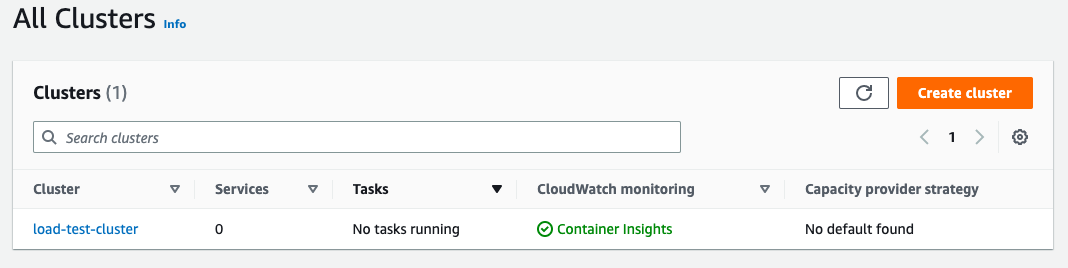 All Clusters Info
Clusters (1)
Create cluster
Search clusters
1
Cluster Services Tasks CloudWatch monitoring Capacity provider strategy
load-test-cluster 0 No tasks running Container Insights No default found